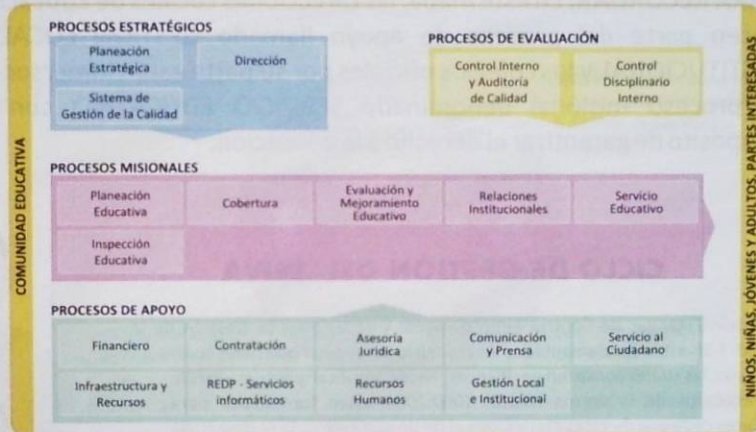 COMUNIDAD EDUCATIVA
PROCESOS ESTRATÉGICOS
Planeación
Estratégica
Dirección
Sistema de
Gestión de la Calidad
PROCESOS DE EVALUACIÓN
Control Interno
y Auditoría
de Calidad
Control
Disciplinario
Interno
PROCESOS MISIONALES
Planeación
Educativa
Cobertura
Evaluación y
Mejoramiento
Educativo
Relaciones
Institucionales
Servicio
Educativo
Inspección
Educativa
PROCESOS DE APOYO
Financiero
Contratación
Asesoría
Juridica
Comunicación
y Prensa
Servicio al
Ciudadano
Infraestructura y
Recursos
REDP - Servicios
informáticos
Recursos
Humanos
Gestión Local
e Institucional
NIÑOS, NIÑAS, JÓVENES Y ADULTOS, PARTES INTERESADAS